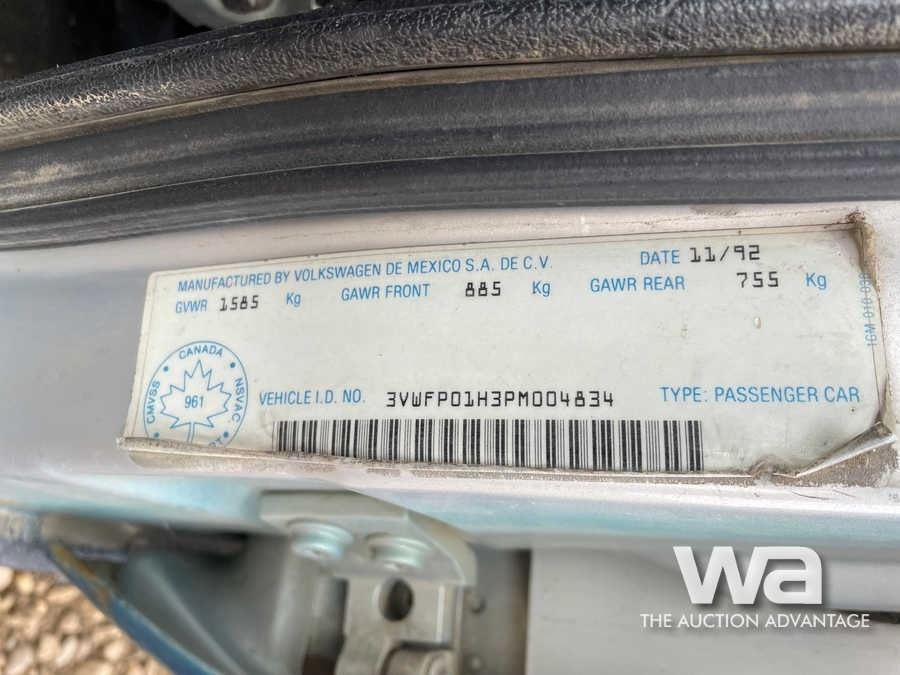 MANUFACTURED BY VOLKSWAGEN DE MEXICO S.A. DE C.V. DATE 11/92
GVWR 1585 Kg GAWR FRONT 885 Kg GAWR REAR 755 Kg
CANADA
CMVSS
NSVAC
961
VEHICLE I.D. NO. 3VWFP01H3PM004834 TYPE: PASSENGER CAR
wa
THE AUCTION ADVANTAGE